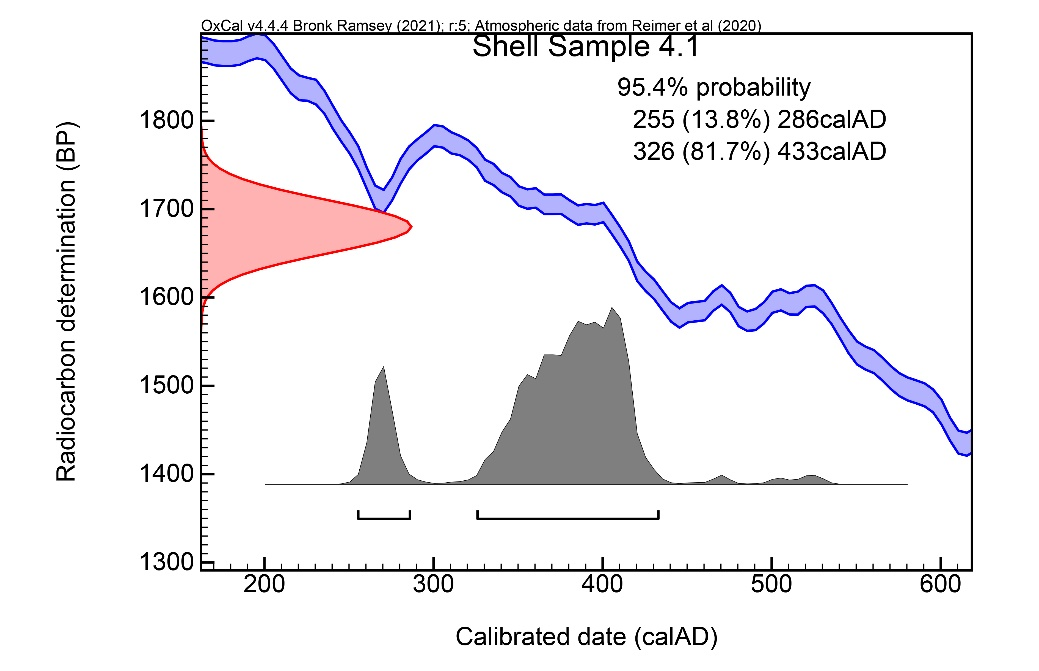 OxCal v4.4.4 Bronk Ramsey (2021); r:5; Atmospheric data from Reimer et al (2020)
Shell Sample 4.1
95.4% probability
255 (13.8%) 286calAD
326 (81.7%) 433calAD
Radiocarbon determination (BP)
1800
1700
1600
1500
1400
1300
200 300 400 500 600
Calibrated date (calAD)